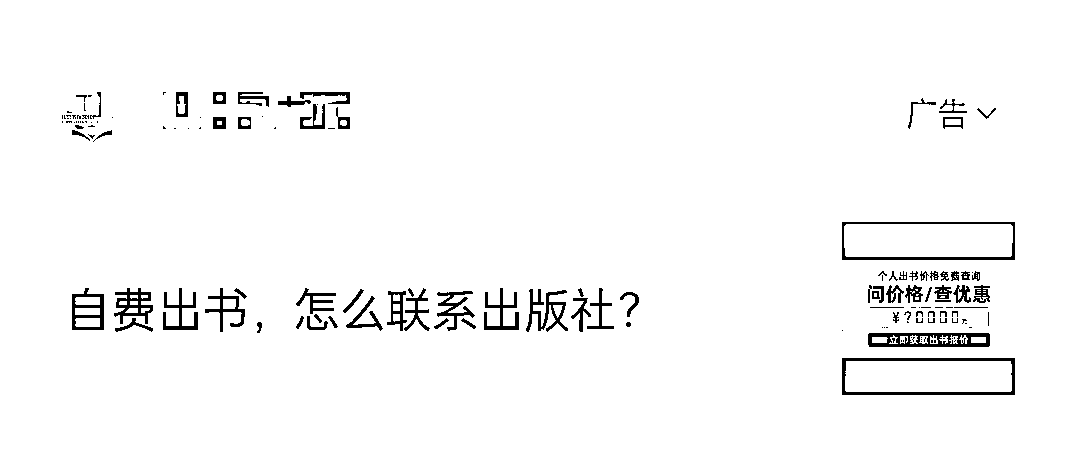 广告
自费出书，怎么联系出版社？
个人出书价格免费查询
问价格/查优惠
￥?0000元
立即获取出书报价